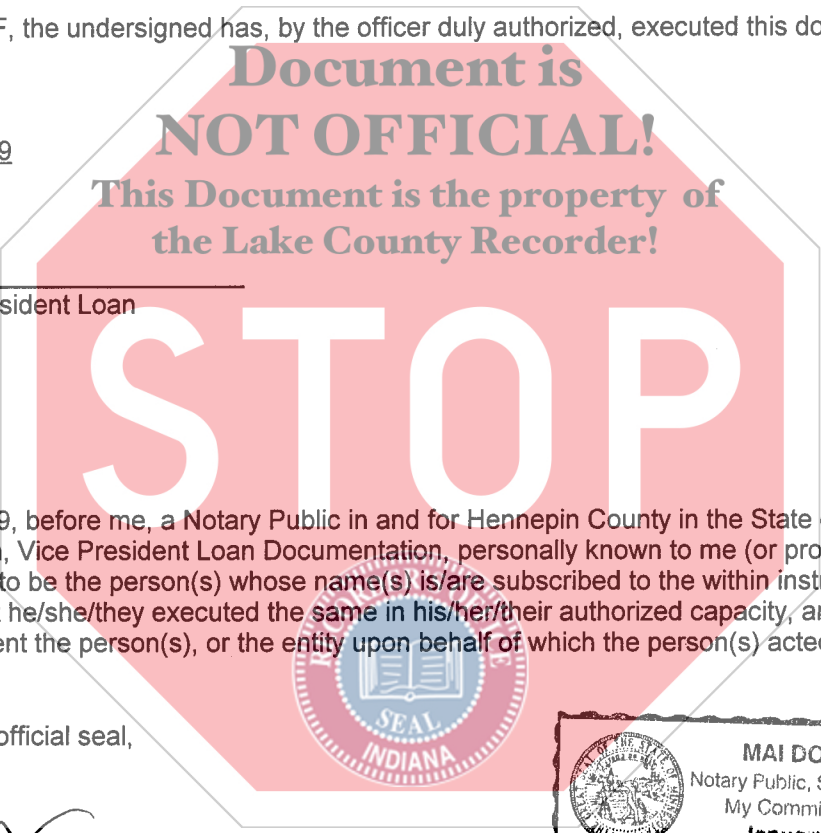 F, the undersigned has, by the officer duly authorized, executed this do
Document is
NOT OFFICIAL!
9
This Document is the property of
the Lake County Recorder!
sident Loan
STOP
9, before me, a Notary Public in and for Hennepin County in the State
, Vice President Loan Documentation, personally known to me (or pro
to be the person(s) whose name(s) is/are subscribed to the within inst
he/she/they executed the same in his/her/their authorized capacity, a
ent the person(s), or the entity upon behalf of which the person(s) acte
RECORDER'S OFFICE
SEAL
INDIANA
official seal,
MAI DO
Notary Public, S
My Commi